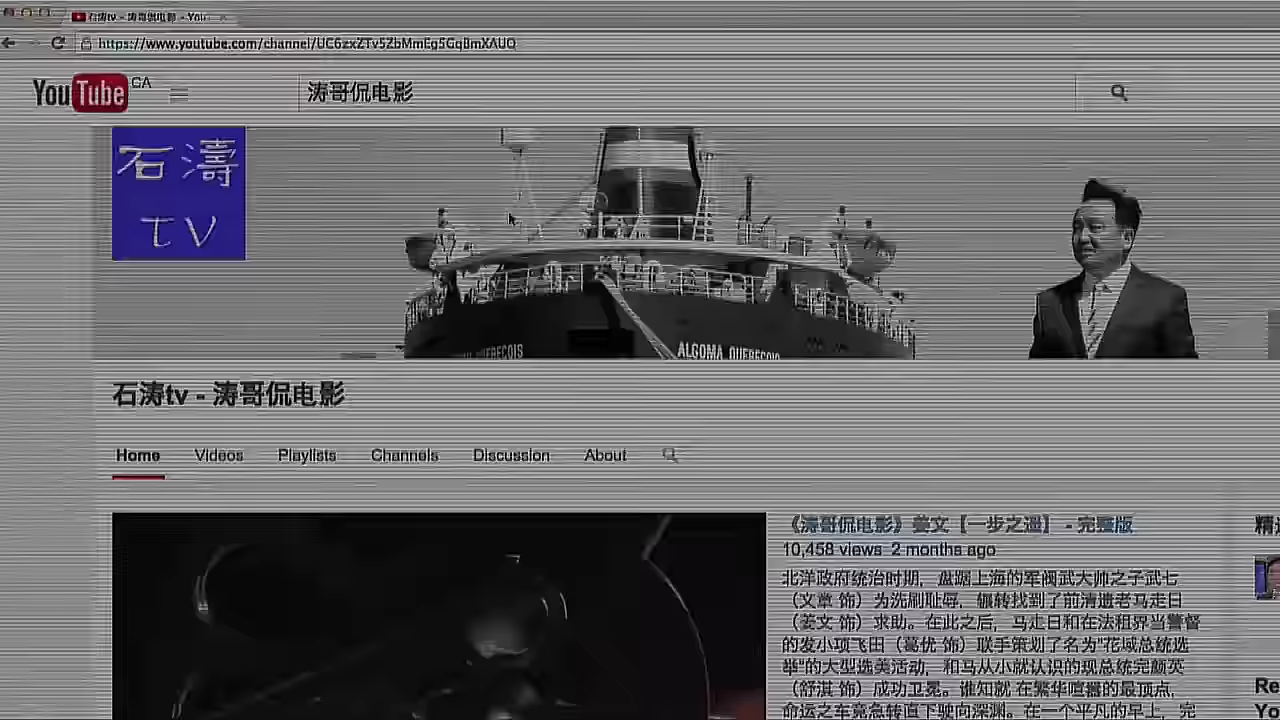 石涛tv - 涛哥侃电影 - You
https://www.youtube.com/channel/UC6zxZTv5ZbMmEg5GqBmXAUQ
YouTube CA
涛哥侃电影
石濤
TV
QUEBECOIS
ALGOMA QUEBECOIS
石涛tv - 涛哥侃电影
Home Videos Playlists Channels Discussion About
《涛哥侃电影》姜文【一步之遥】 - 完整版
10,458 views 2 months ago
北洋政府统治时期，盘踞上海的军阀武大帅之子武七
（文章 饰）为洗刷耻辱，辗转找到了前清遗老马走日
（姜文 饰）求助。在此之后，马走日和在法租界当警督
的发小项飞田（葛优 饰）联手策划了名为"花域总统选
举"的大型选美活动，和马从小就认识的现总统完颜英
（舒淇 饰）成功卫冕。谁知就在繁华喧嚣的最顶点，
命运之车竟急转直下驶向深渊。在一个平凡的早上，完
精
Re
Yo